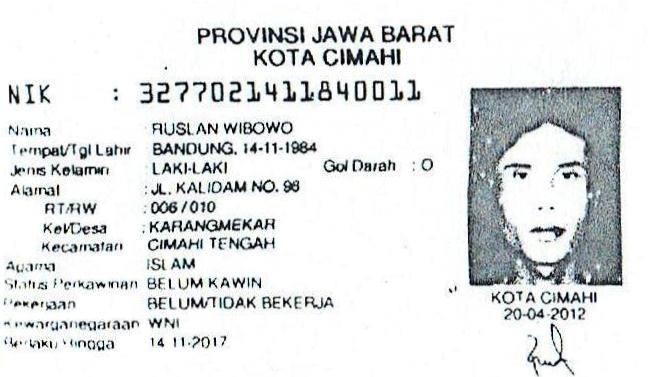 PROVINSI JAWA BARAT
KOTA CIMAHI
NIK : 3277021411840011
Nama : RUSLAN WIBOWO
Tempat/Tgl Lahir : BANDUNG, 14-11-1984
Jenis Kelamin : LAKI-LAKI Gol Darah : O
Alamat : JL. KALIDAM NO. 98
RT/RW : 006 / 010
Kel/Desa : KARANGMEKAR
Kecamatan : CIMAHI TENGAH
Agama : ISLAM
Status Perkawinan : BELUM KAWIN
Pekerjaan : BELUM/TIDAK BEKERJA
Kewarganegaraan WNI
Berlaku Hingga 14-11-2017
KOTA CIMAHI
20-04-2012